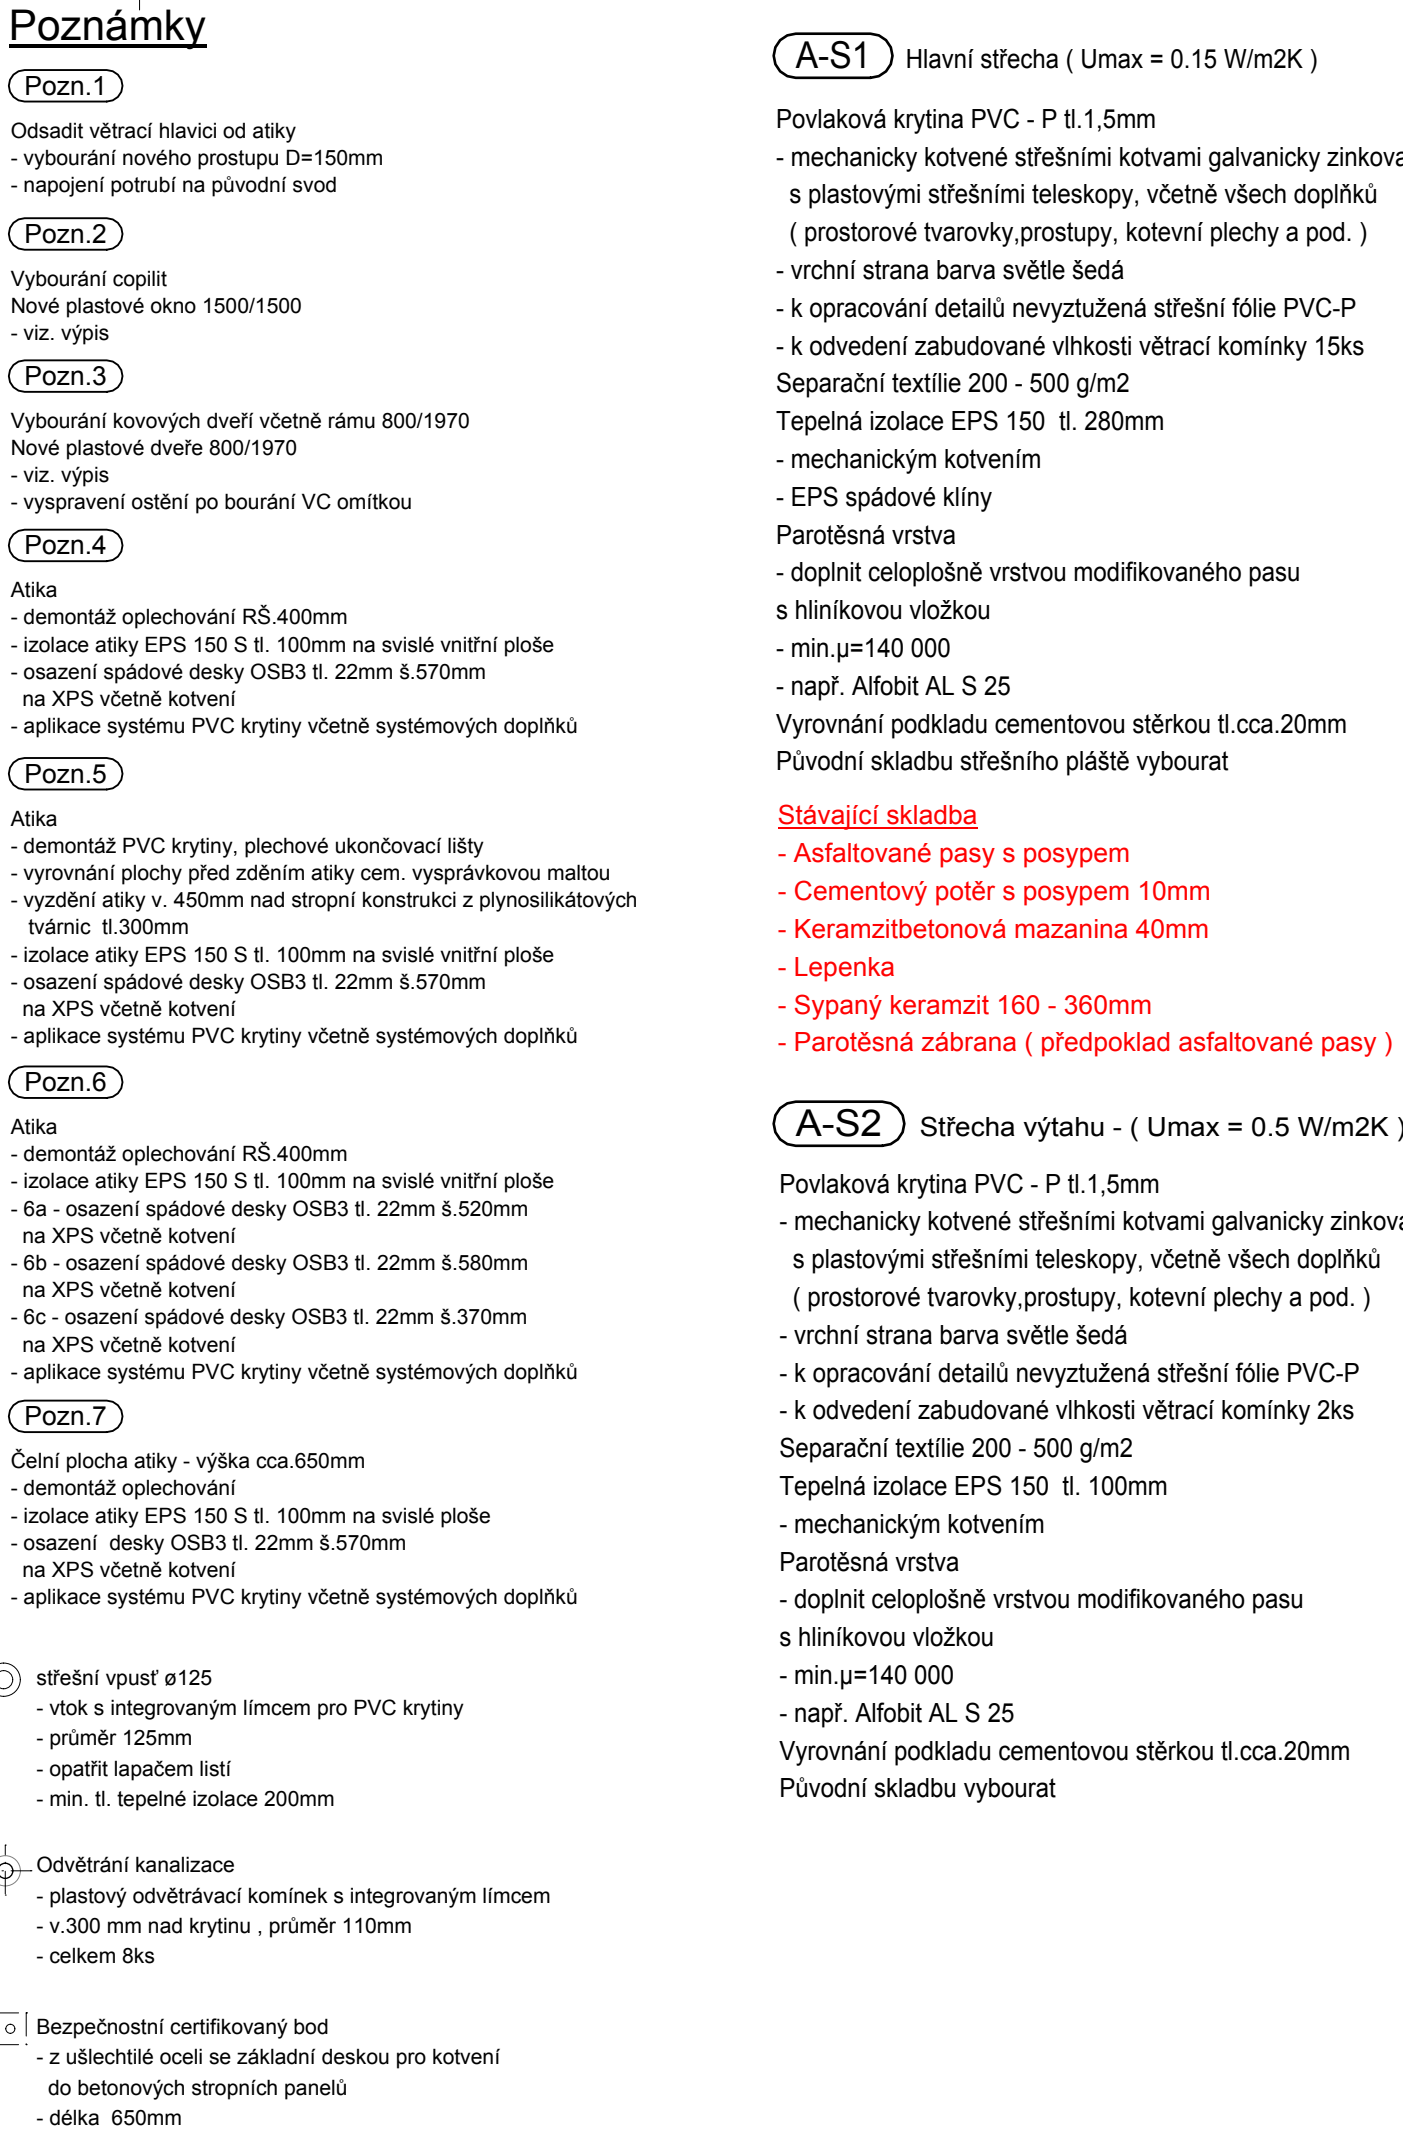 Poznámky
Pozn.1
Odsadit větrací hlavici od atiky
- vybourání nového prostupu D=150mm
- napojení potrubí na původní svod
Pozn.2
Vybourání copilit
Nové plastové okno 1500/1500
- viz. výpis
Pozn.3
Vybourání kovových dveří včetně rámu 800/1970
Nové plastové dveře 800/1970
- viz. výpis
- vyspravení ostění po bourání VC omítkou
Pozn.4
Atika
- demontáž oplechování RŠ.400mm
- izolace atiky EPS 150 S tl. 100mm na svislé vnitřní ploše
- osazení spádové desky OSB3 tl. 22mm š.570mm
na XPS včetně kotvení
- aplikace systému PVC krytiny včetně systémových doplňků
Pozn.5
Atika
- demontáž PVC krytiny, plechové ukončovací lišty
- vyrovnání plochy před zděním atiky cem. vysprávkovou maltou
- vyzdění atiky v. 450mm nad stropní konstrukci z plynosilikátových
tvárnic tl.300mm
- izolace atiky EPS 150 S tl. 100mm na svislé vnitřní ploše
- osazení spádové desky OSB3 tl. 22mm š.570mm
na XPS včetně kotvení
- aplikace systému PVC krytiny včetně systémových doplňků
Pozn.6
Atika
- demontáž oplechování RŠ.400mm
- izolace atiky EPS 150 S tl. 100mm na svislé vnitřní ploše
- 6a - osazení spádové desky OSB3 tl. 22mm š.520mm
na XPS včetně kotvení
- 6b - osazení spádové desky OSB3 tl. 22mm š.580mm
na XPS včetně kotvení
- 6c - osazení spádové desky OSB3 tl. 22mm š.370mm
na XPS včetně kotvení
- aplikace systému PVC krytiny včetně systémových doplňků
Pozn.7
Čelní plocha atiky - výška cca.650mm
- demontáž oplechování
- izolace atiky EPS 150 S tl. 100mm na svislé ploše
- osazení desky OSB3 tl. 22mm š.570mm
na XPS včetně kotvení
- aplikace systému PVC krytiny včetně systémových doplňků
střešní vpusť ø125
- vtok s integrovaným límcem pro PVC krytiny
- průměr 125mm
- opatřit lapačem listí
- min. tl. tepelné izolace 200mm
Odvětrání kanalizace
- plastový odvětrávací komínek s integrovaným límcem
- v.300 mm nad krytinu , průměr 110mm
- celkem 8ks
Bezpečnostní certifikovaný bod
- z ušlechtilé oceli se základní deskou pro kotvení
do betonových stropních panelů
- délka 650mm
A-S1 Hlavní střecha ( Umax = 0.15 W/m2K )
Povlaková krytina PVC - P tl.1,5mm
- mechanicky kotvené střešními kotvami galvanicky zinkova
s plastovými střešními teleskopy, včetně všech doplňků
( prostorové tvarovky,prostupy, kotevní plechy a pod. )
- vrchní strana barva světle šedá
- k opracování detailů nevyztužená střešní fólie PVC-P
- k odvedení zabudované vlhkosti větrací komínky 15ks
Separační textílie 200 - 500 g/m2
Tepelná izolace EPS 150 tl. 280mm
- mechanickým kotvením
- EPS spádové klíny
Parotěsná vrstva
- doplnit celoplošně vrstvou modifikovaného pasu
s hliníkovou vložkou
- min.µ=140 000
- např. Alfobit AL S 25
Vyrovnání podkladu cementovou stěrkou tl.cca.20mm
Původní skladbu střešního pláště vybourat
Stávající skladba
- Asfaltované pasy s posypem
- Cementový potěr s posypem 10mm
- Keramzitbetonová mazanina 40mm
- Lepenka
- Sypaný keramzit 160 - 360mm
- Parotěsná zábrana ( předpoklad asfaltované pasy )
A-S2 Střecha výtahu - ( Umax = 0.5 W/m2K )
Povlaková krytina PVC - P tl.1,5mm
- mechanicky kotvené střešními kotvami galvanicky zinkova
s plastovými střešními teleskopy, včetně všech doplňků
( prostorové tvarovky,prostupy, kotevní plechy a pod. )
- vrchní strana barva světle šedá
- k opracování detailů nevyztužená střešní fólie PVC-P
- k odvedení zabudované vlhkosti větrací komínky 2ks
Separační textílie 200 - 500 g/m2
Tepelná izolace EPS 150 tl. 100mm
- mechanickým kotvením
Parotěsná vrstva
- doplnit celoplošně vrstvou modifikovaného pasu
s hliníkovou vložkou
- min.µ=140 000
- např. Alfobit AL S 25
Vyrovnání podkladu cementovou stěrkou tl.cca.20mm
Původní skladbu vybourat